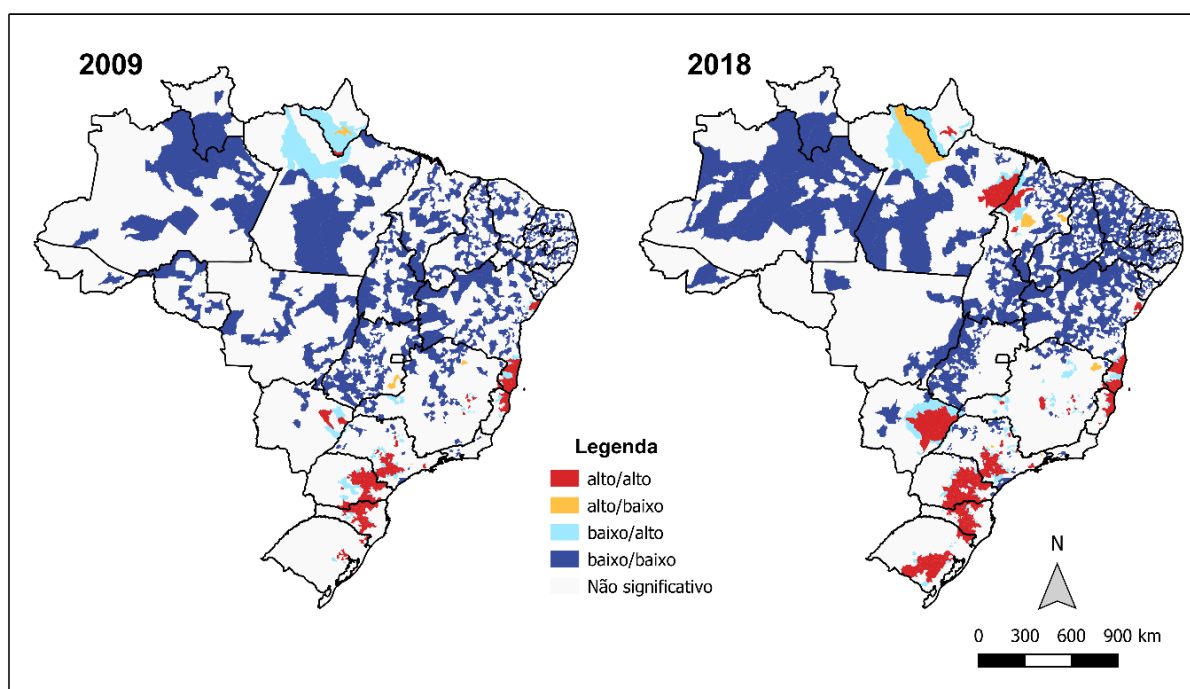 2009
2018
Legenda
alto/alto
alto/baixo
baixo/alto
baixo/baixo
Não significativo
N
0 300 600 900 km